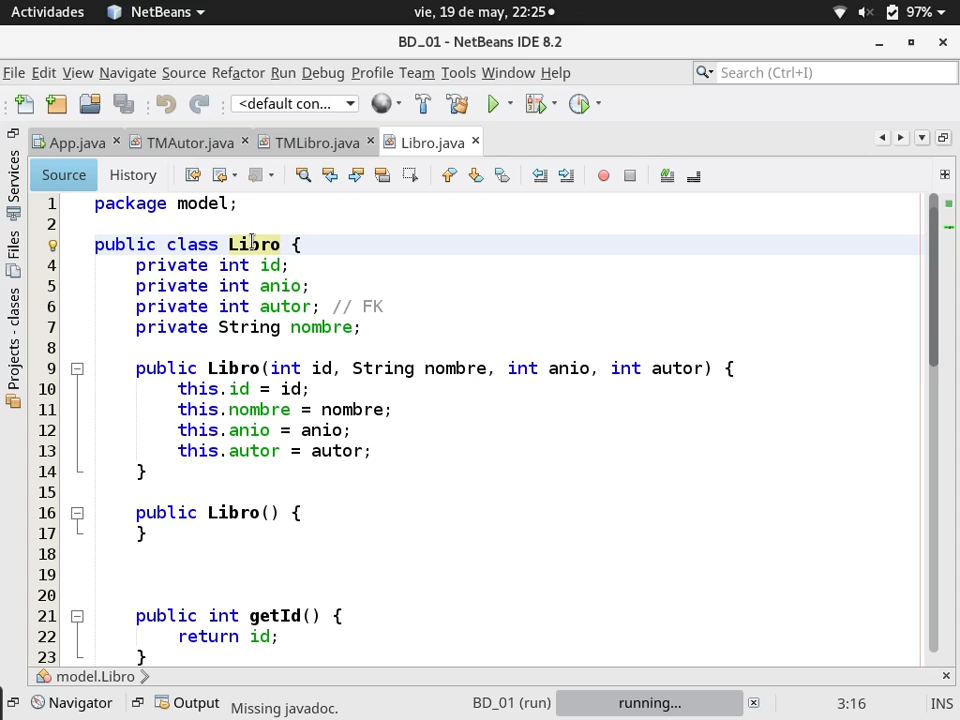 Actividades NetBeans vie, 19 de may, 22:25 97%
BD_01 - NetBeans IDE 8.2
File Edit View Navigate Source Refactor Run Debug Profile Team Tools Window Help Search (Ctrl+I)
<default con...
App.java TMAutor.java TMLibro.java Libro.java
Source History
Services
Files
Projects - clases
1 package model;
2
3 public class Libro {
4 private int id;
5 private int anio;
6 private int autor; // FK
7 private String nombre;
8
9 public Libro(int id, String nombre, int anio, int autor) {
10 this.id = id;
11 this.nombre = nombre;
12 this.anio = anio;
13 this.autor = autor;
14 }
15
16 public Libro() {
17 }
18
19
20
21 public int getId() {
22 return id;
23 }
model.Libro
Navigator Output Missing javadoc. BD_01 (run) running... 3:16 INS